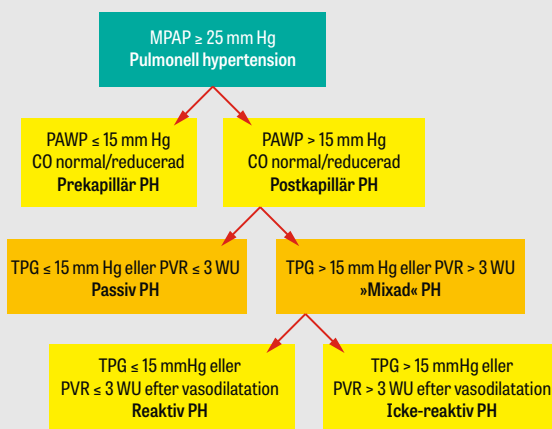 MPAP ≥ 25 mm Hg
Pulmonell hypertension
PAWP ≤ 15 mm Hg
CO normal/reducerad
Prekapillär PH
PAWP > 15 mm Hg
CO normal/reducerad
Postkapillär PH
TPG ≤ 15 mm Hg eller PVR ≤ 3 WU
Passiv PH
TPG > 15 mm Hg eller PVR > 3 WU
»Mixad« PH
TPG ≤ 15 mmHg eller
PVR ≤ 3 WU efter vasodilatation
Reaktiv PH
TPG > 15 mmHg eller
PVR > 3 WU efter vasodilatation
Icke-reaktiv PH